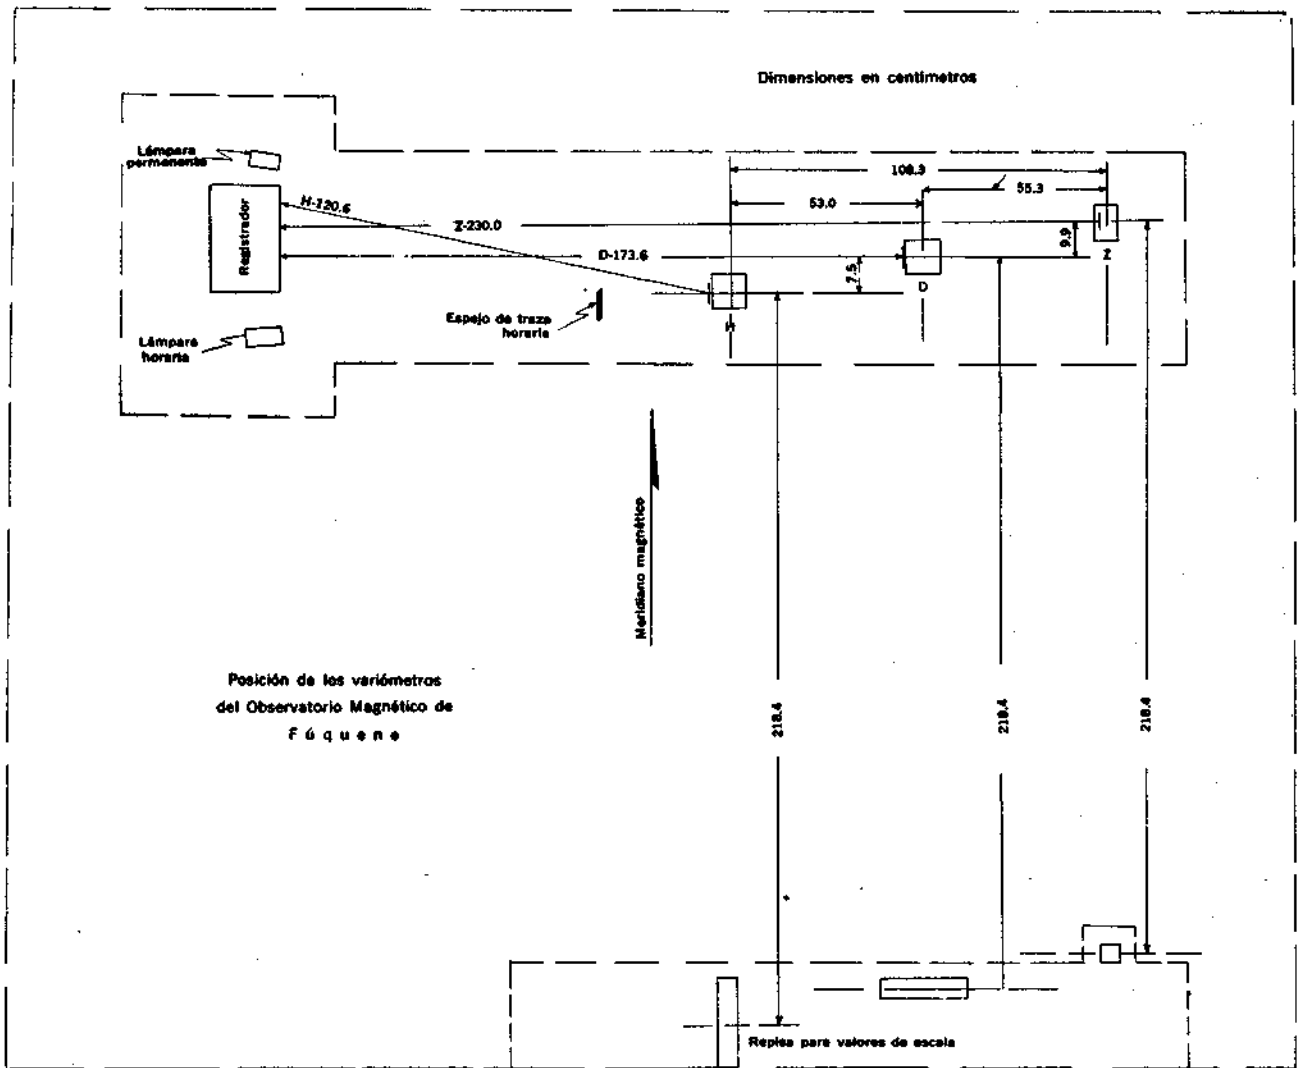 Dimensiones en centímetros
Lámpara
permanente
108.3
55.3
53.0
H-120.6
Z-230.0
9.9
Registrador
D-173.6
7.5
Z
D
Espejo de traza
horaria
H
Lámpara
horaria
Meridiano magnético
Posición de los variómetros
del Observatorio Magnético de
Fúquene
218.4
218.4
218.4
Repisa para valores de escala